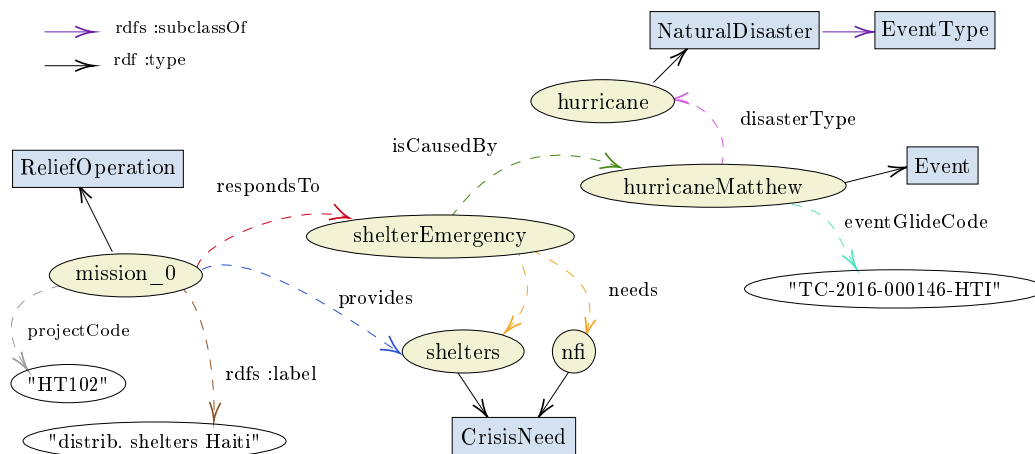 rdfs :subclassOf
NaturalDisaster
EventType
rdf :type
hurricane
disasterType
isCausedBy
ReliefOperation
Event
respondsTo
hurricaneMatthew
eventGlideCode
shelterEmergency
mission_0
"TC-2016-000146-HTI"
provides
needs
projectCode
shelters
nfi
rdfs :label
"HT102"
"distrib. shelters Haiti"
CrisisNeed